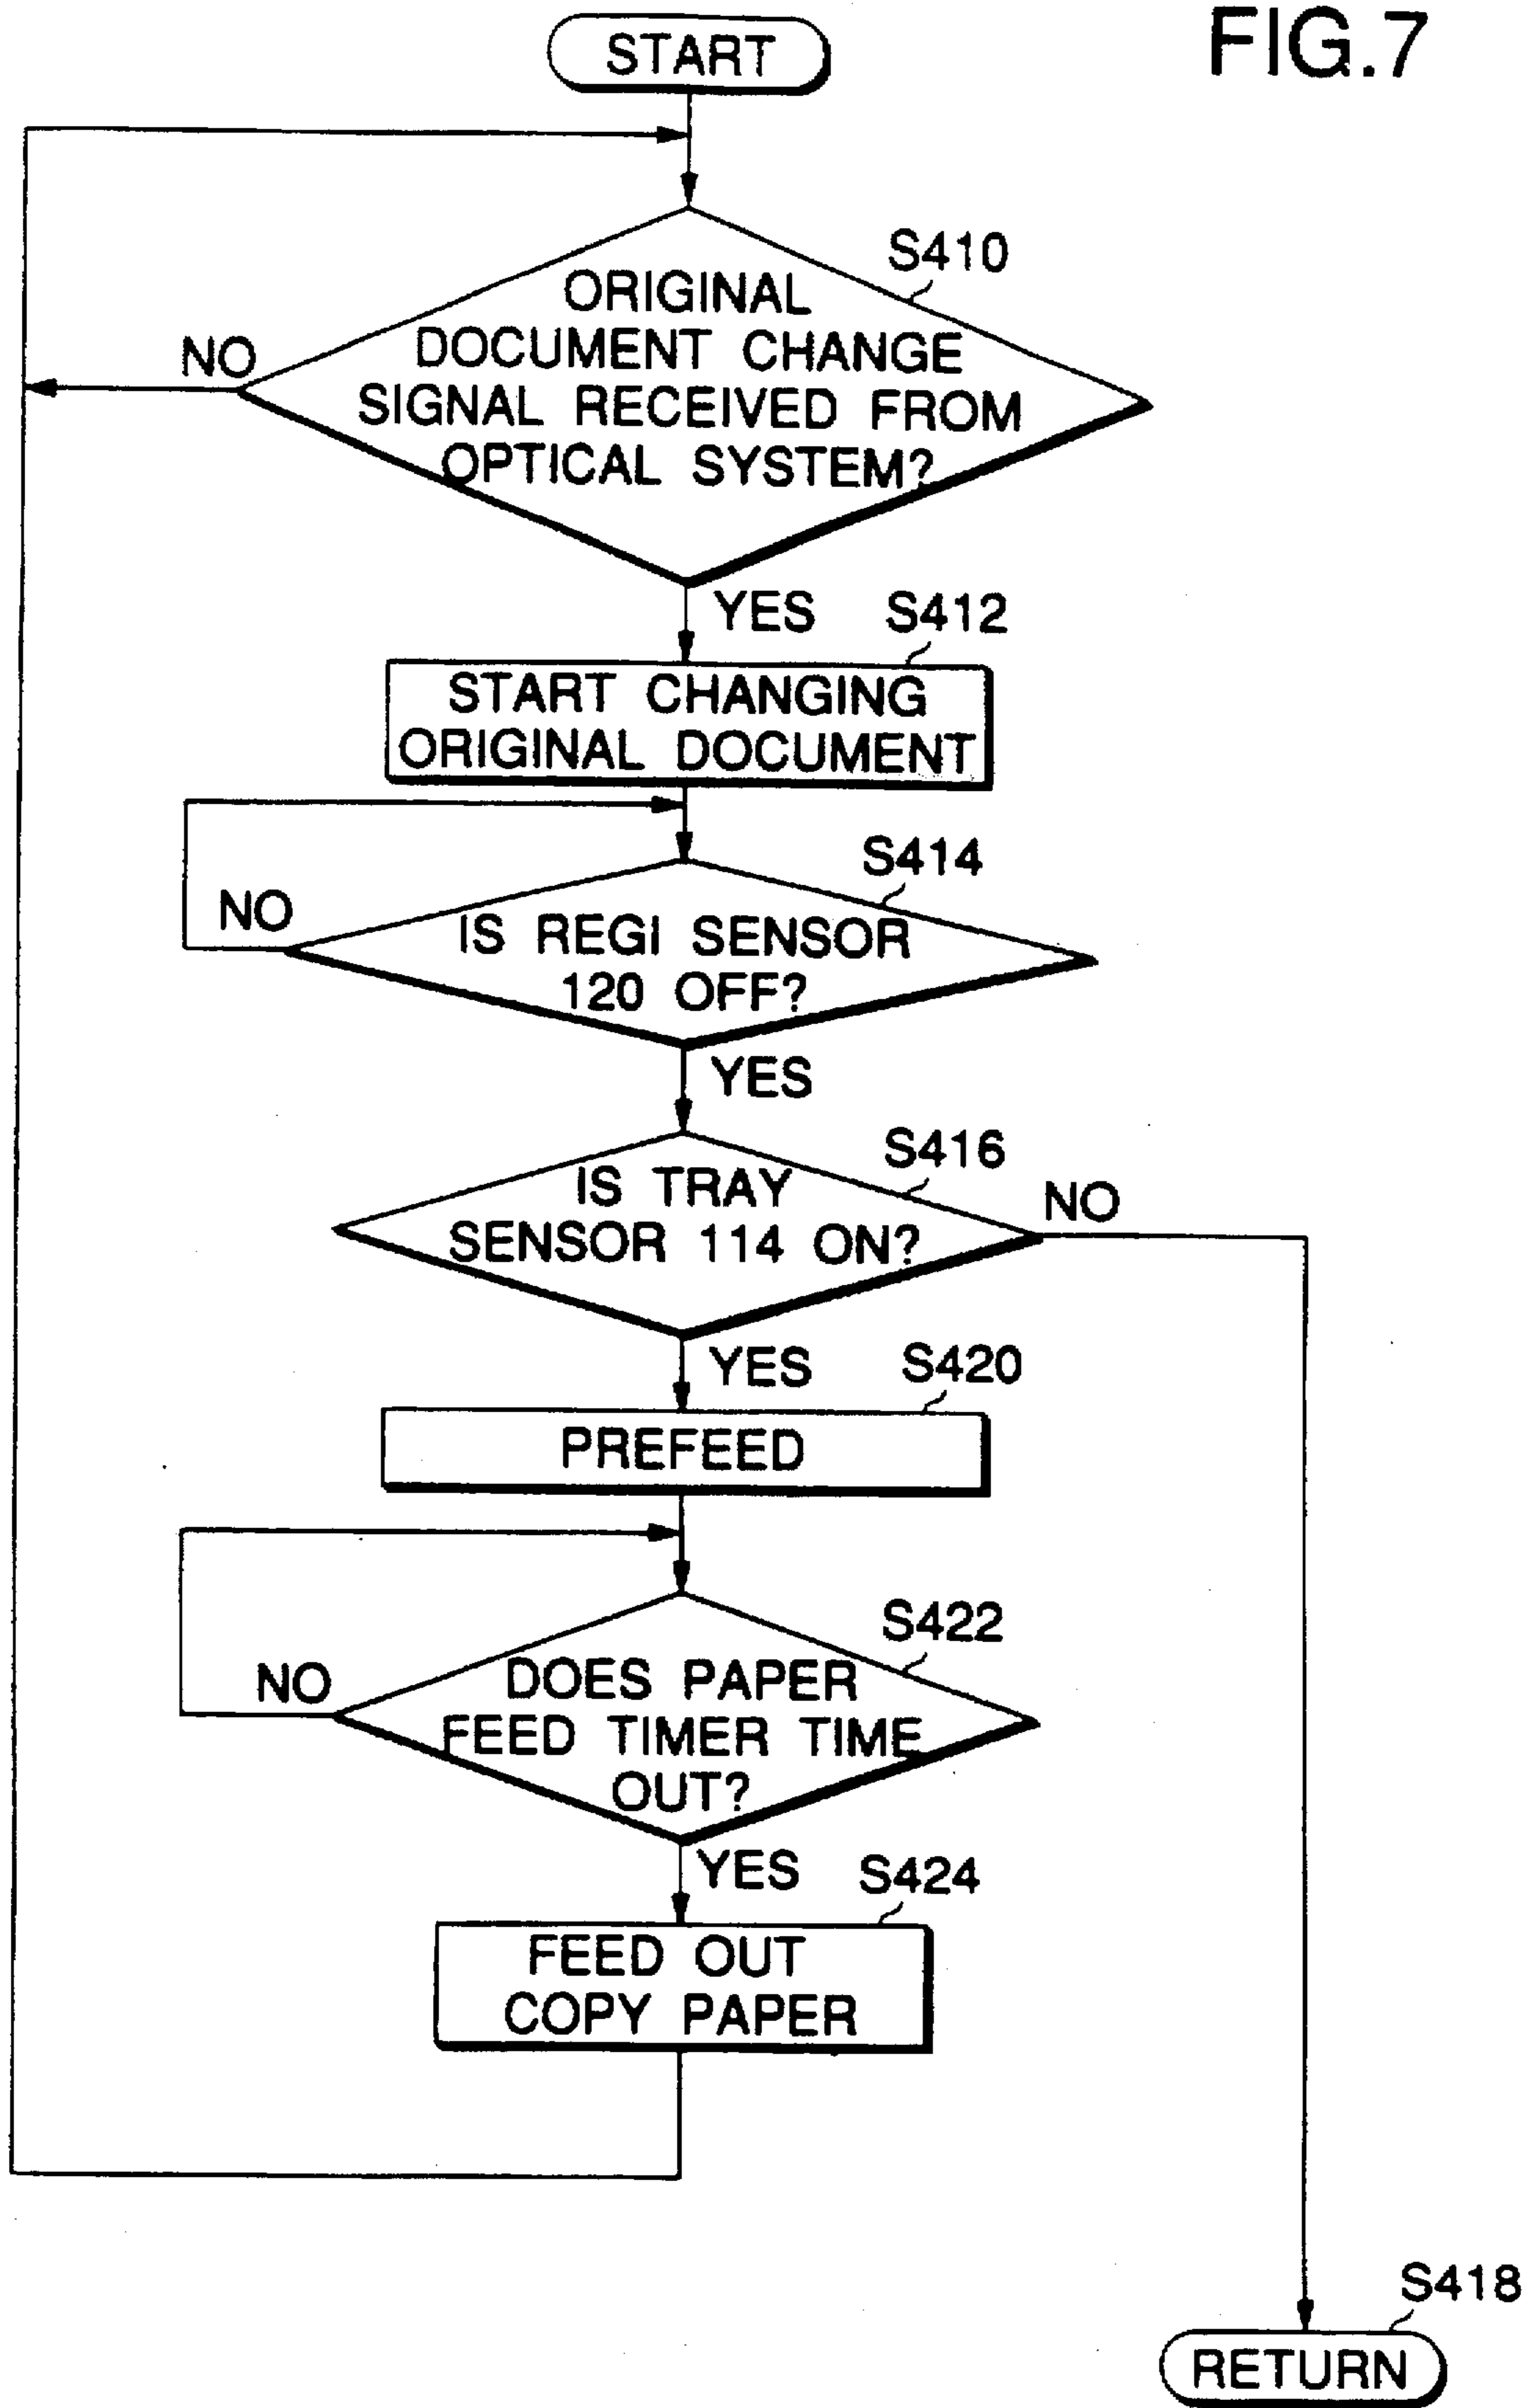 FIG.7
START
S410
ORIGINAL
DOCUMENT CHANGE
SIGNAL RECEIVED FROM
OPTICAL SYSTEM?
NO
YES
S412
START CHANGING
ORIGINAL DOCUMENT
S414
NO
IS REGI SENSOR
120 OFF?
YES
S416
IS TRAY
SENSOR 114 ON?
NO
YES
S420
PREFEED
S422
NO
DOES PAPER
FEED TIMER TIME
OUT?
YES
S424
FEED OUT
COPY PAPER
S418
RETURN